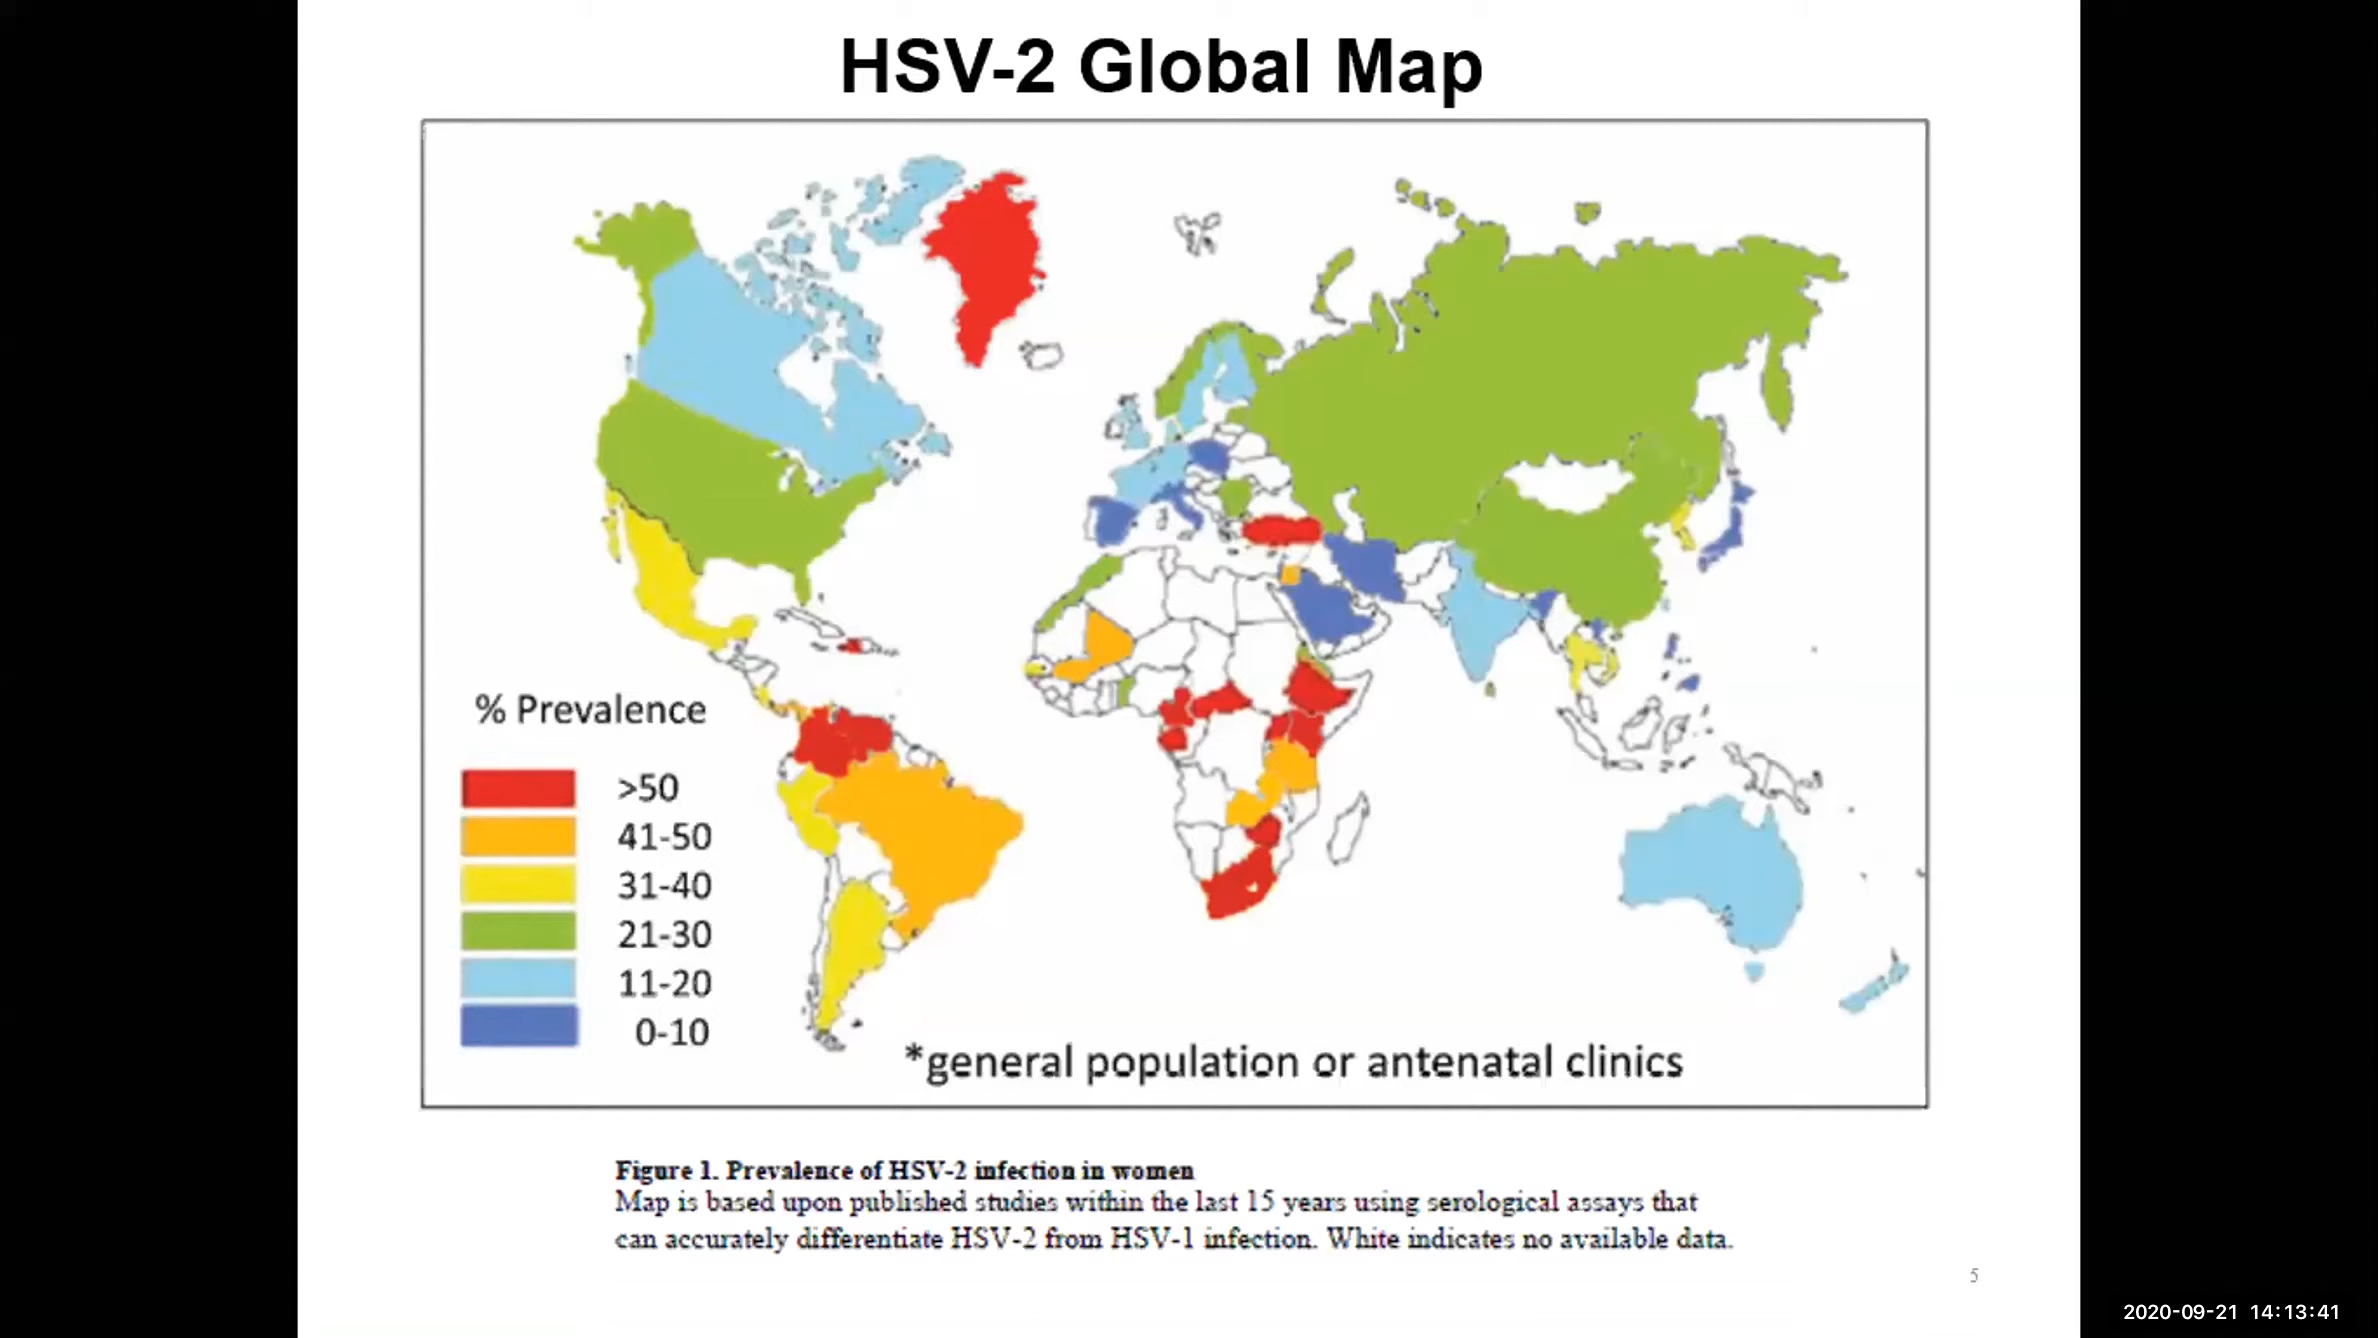 HSV-2 Global Map
% Prevalence
>50
41-50
31-40
21-30
11-20
0-10
*general population or antenatal clinics
Figure 1. Prevalence of HSV-2 infection in women
Map is based upon published studies within the last 15 years using serological assays that
can accurately differentiate HSV-2 from HSV-1 infection. White indicates no available data.
5
2020-09-21 14:13:41